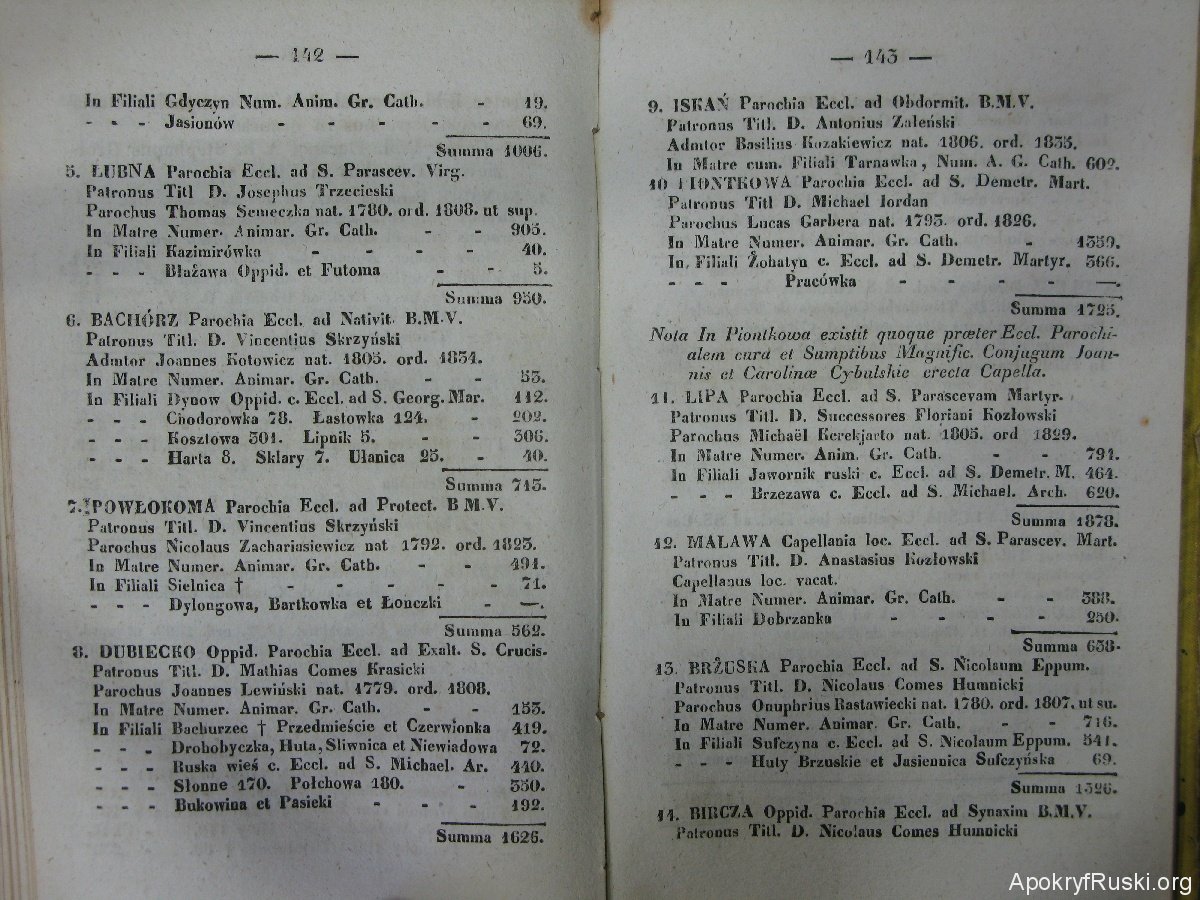 — 142 —
In Filiali Gdyczyn Num. Anim. Gr. Cath. - 19.
- - - Jasionów - - - - - 69.
Summa 1006.
5. ŁUBNA Parochia Eccl. ad S. Parascev. Virg.
Patronus Titl D. Josephus Trzecieski
Parochus Thomas Semeczka nat. 1780. ord. 1808. ut sup.
In Matre Numer. Animar. Gr. Cath. - - 905.
In Filiali Kazimirówka - - - - 40.
- - - Błażawa Oppid. et Futoma - - 5.
Summa 950.
6. BACHÓRZ Parochia Eccl. ad Nativit. B.M.V.
Patronus Titl. D. Vincentius Skrzyński
Admtor Joannes Kotowicz nat. 1805. ord. 1834.
In Matre Numer. Animar. Gr. Cath. - - 53.
In Filiali Dynow Oppid. c. Eccl. ad S. Georg. Mar. 112.
- - - Chodorowka 78. Łastowka 124. - 202.
- - - Kosztowa 301. Lipnik 5. - - 306.
- - - Harta 8. Sklary 7. Ulanica 25. - 40.
Summa 713.
7. POWŁOKOMA Parochia Eccl. ad Protect. B M.V.
Patronus Titl. D. Vincentius Skrzyński
Parochus Nicolaus Zachariasiewicz nat 1792. ord. 1823.
In Matre Numer. Animar. Gr. Cath. - - 491.
In Filiali Sielnica † - - - - - 71.
- - - Dylongowa, Bartkowka et Łonczki - —.
Summa 562.
8. DUBIECKO Oppid. Parochia Eccl. ad Exalt. S. Crucis.
Patronus Titl. D. Mathias Comes Krasicki
Parochus Joannes Lewiński nat. 1779. ord. 1808.
In Matre Numer. Animar. Gr. Cath. - - 153.
In Filiali Bachurzec † Przedmieście et Czerwionka 419.
- - - Drohobyczka, Huta, Sliwnica et Niewiadowa 72.
- - - Ruska wieś c. Eccl. ad S. Michael. Ar. 440.
- - - Słonne 170. Połchowa 180. - 350.
- - - Bukowina et Pasieki - - - 192.
Summa 1626.
— 143 —
9. ISKAŃ Parochia Eccl. ad Obdormit. B.M.V.
Patronus Titl. D. Antonius Zaleński
Admtor Basilius Kozakiewicz nat. 1806. ord. 1835.
In Matre cum. Filiali Tarnawka, Num. A. G. Cath. 602.
10 PIONTKOWA Parochia Eccl. ad S. Demetr. Mart.
Patronus Titl D. Michael Iordan
Parochus Lucas Garbera nat. 1793. ord. 1826.
In Matre Numer. Animar. Gr. Cath. - 1359.
In Filiali Żohatyn c. Eccl. ad S. Demetr. Martyr. 366.
- - - Pracówka - - - - - —.
Summa 1725.
Nota In Piontkowa existit quoque præter Eccl. Parochi-
alem cura et Sumptibus Magnific. Conjugum Joan-
nis et Carolinæ Cybulskie erecta Capella.
11. LIPA Parochia Eccl. ad S. Parascevam Martyr.
Patronus Titl. D. Successores Floriani Kozłowski
Parochus Michaël Kerekjarto nat. 1805. ord 1829.
In Matre Numer. Anim. Gr. Cath. - - 794.
In Filiali Jawornik ruski c. Eccl. ad S. Demetr. M. 464.
- - - Brzezawa c. Eccl. ad S. Michael. Arch. 620.
Summa 1878.
12. MALAWA Capellania loc. Eccl. ad S. Parascev. Mart.
Patronus Titl. D. Anastasius Kozłowski
Capellanus loc. vacat.
In Matre Numer. Animar. Gr. Cath. - - 388.
In Filiali Dobrzanka - - - - 250.
Summa 638.
13. BRZUSKA Parochia Eccl. ad S. Nicolaum Eppum.
Patronus Titl. D. Nicolaus Comes Humnicki
Parochus Onuphrius Rastawiecki nat. 1780. ord. 1807. ut su.
In Matre Numer. Animar. Gr. Cath. - - 716.
In Filiali Sufczyna c. Eccl. ad S. Nicolaum Eppum. 541.
- - - Huty Brzuskie et Jasiennica Sufczyńska 69.
Summa 1326.
14. BIRCZA Oppid. Parochia Eccl. ad Synaxim B.M.V.
Patronus Titl. D. Nicolaus Comes Humnicki
ApokryfRuski.org